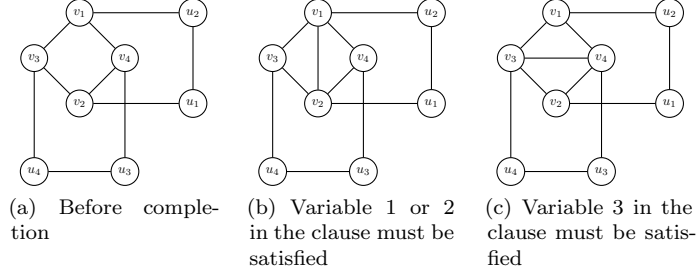 v1 u2 v1 u2 v1 u2
v3 v4 v3 v4 v3 v4
v2 u1 v2 u1 v2 u1
u4 u3 u4 u3 u4 u3
(a) Before comple-
tion
(b) Variable 1 or 2
in the clause must be
satisfied
(c) Variable 3 in the
clause must be satis-
fied